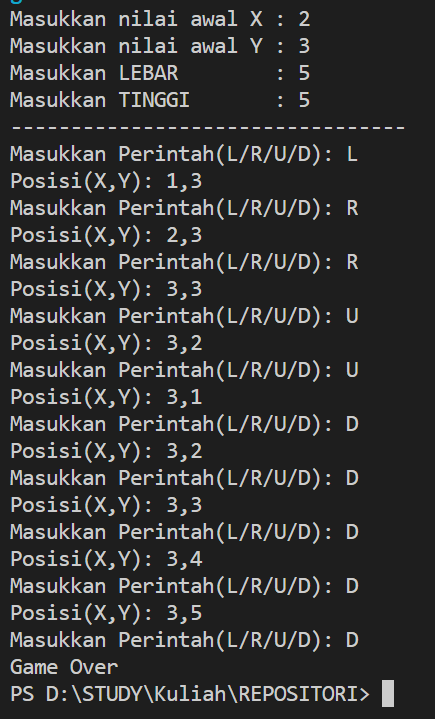 Masukkan nilai awal X : 2
Masukkan nilai awal Y : 3
Masukkan LEBAR        : 5
Masukkan TINGGI       : 5
---------------------------------
Masukkan Perintah(L/R/U/D): L
Posisi(X,Y): 1,3
Masukkan Perintah(L/R/U/D): R
Posisi(X,Y): 2,3
Masukkan Perintah(L/R/U/D): R
Posisi(X,Y): 3,3
Masukkan Perintah(L/R/U/D): U
Posisi(X,Y): 3,2
Masukkan Perintah(L/R/U/D): U
Posisi(X,Y): 3,1
Masukkan Perintah(L/R/U/D): D
Posisi(X,Y): 3,2
Masukkan Perintah(L/R/U/D): D
Posisi(X,Y): 3,3
Masukkan Perintah(L/R/U/D): D
Posisi(X,Y): 3,4
Masukkan Perintah(L/R/U/D): D
Posisi(X,Y): 3,5
Masukkan Perintah(L/R/U/D): D
Game Over
PS D:\STUDY\Kuliah\REPOSITORI>